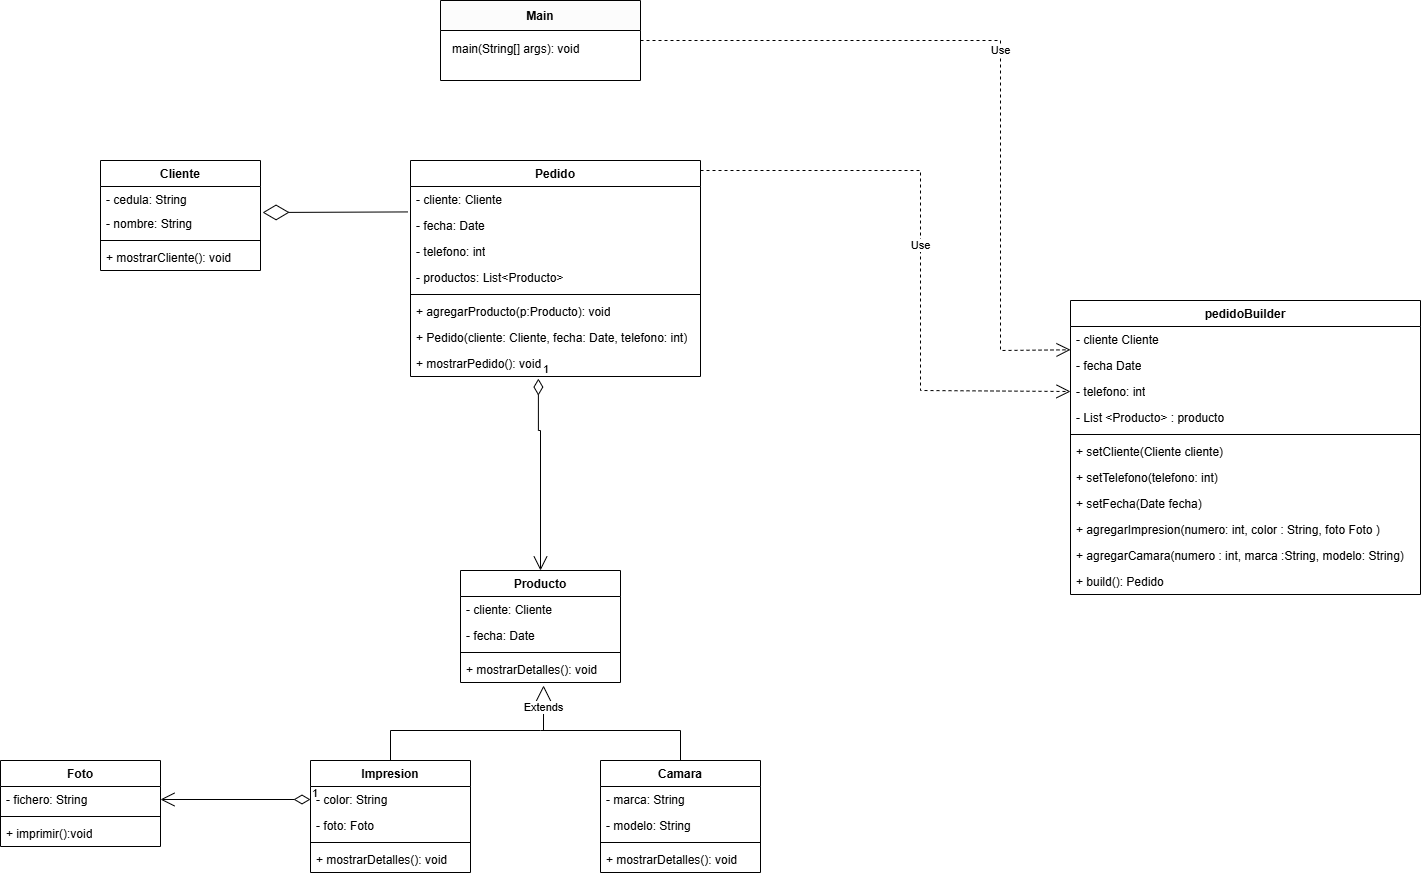 Main
main(String[] args): void
Use
Cliente
- cedula: String
- nombre: String
+ mostrarCliente(): void
Pedido
- cliente: Cliente
- fecha: Date
- telefono: int
- productos: List<Producto>
+ agregarProducto(p:Producto): void
+ Pedido(cliente: Cliente, fecha: Date, telefono: int)
+ mostrarPedido(): void
1
Use
pedidoBuilder
- cliente Cliente
- fecha Date
- telefono: int
- List <Producto> : producto
+ setCliente(Cliente cliente)
+ setTelefono(telefono: int)
+ setFecha(Date fecha)
+ agregarImpresion(numero: int, color : String, foto Foto )
+ agregarCamara(numero : int, marca :String, modelo: String)
+ build(): Pedido
Producto
- cliente: Cliente
- fecha: Date
+ mostrarDetalles(): void
Extends
Foto
- fichero: String
+ imprimir():void
1
Impresion
- color: String
- foto: Foto
+ mostrarDetalles(): void
Camara
- marca: String
- modelo: String
+ mostrarDetalles(): void